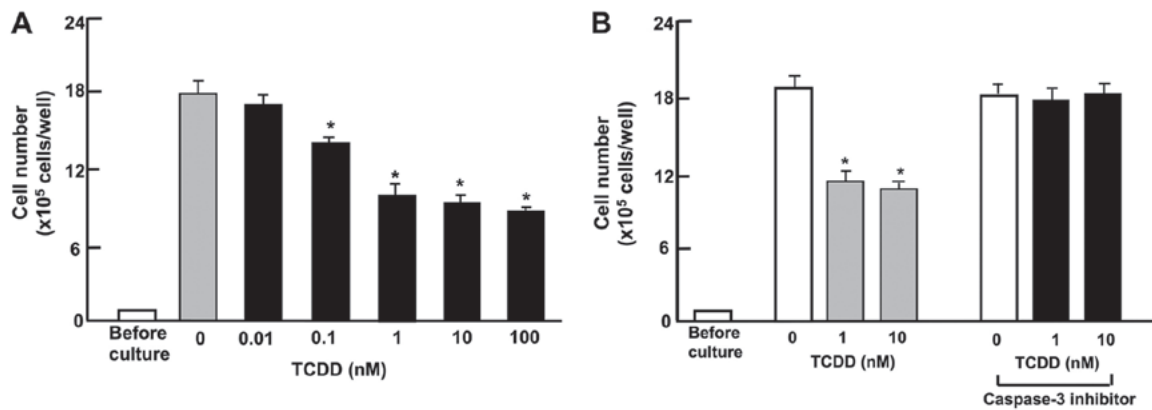 A
Cell number
(x10⁵ cells/well)
24
18
12
6
0
*
*
*
*
Before
culture
0
0.01
0.1
1
10
100
TCDD (nM)
B
Cell number
(x10⁵ cells/well)
24
18
12
6
0
*
*
Before
culture
0
1
10
TCDD (nM)
0
1
10
TCDD (nM)
Caspase-3 inhibitor